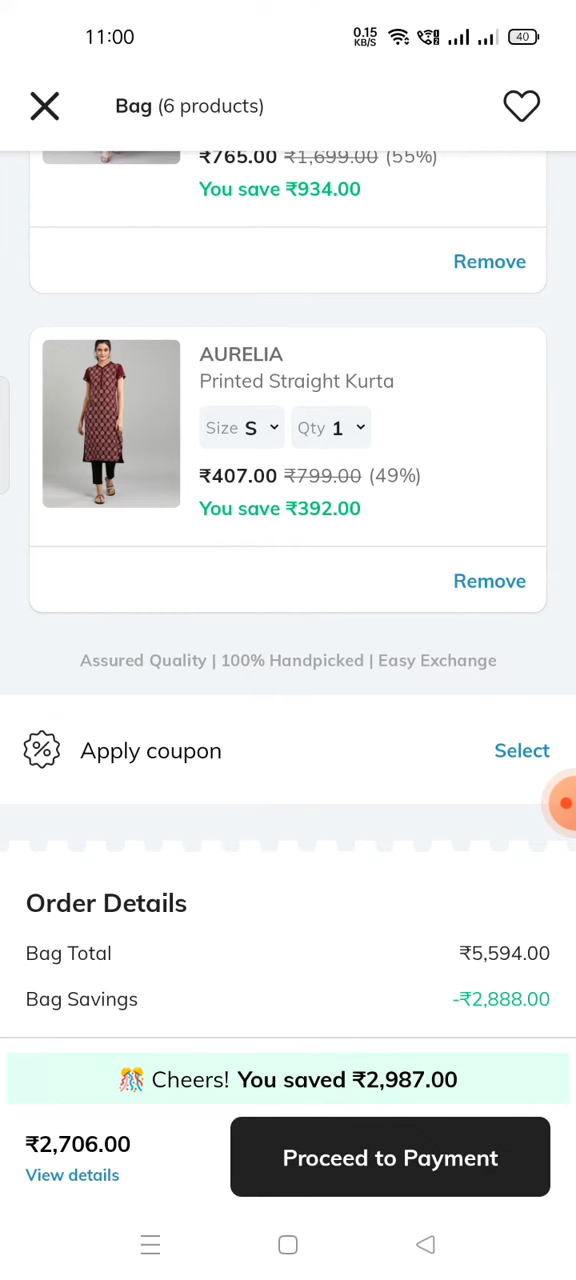 11:00
0.15
KB/S
40
Bag (6 products)
₹765.00 ₹1,699.00 (55%)
You save ₹934.00
Remove
AURELIA
Printed Straight Kurta
Size S Qty 1
₹407.00 ₹799.00 (49%)
You save ₹392.00
Remove
Assured Quality | 100% Handpicked | Easy Exchange
Apply coupon Select
Order Details
Bag Total ₹5,594.00
Bag Savings -₹2,888.00
Cheers! You saved ₹2,987.00
₹2,706.00
View details
Proceed to Payment